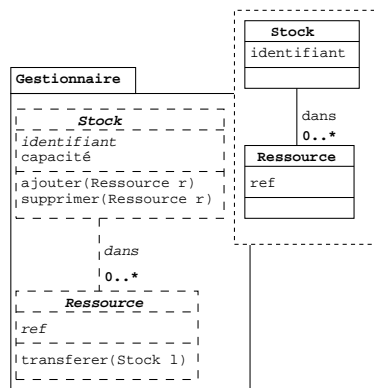 Stock
identifiant
dans
0..*
Ressource
ref
Gestionnaire
Stock
identifiant
capacité
ajouter(Ressource r)
supprimer(Ressource r)
dans
0..*
Ressource
ref
transferer(Stock l)